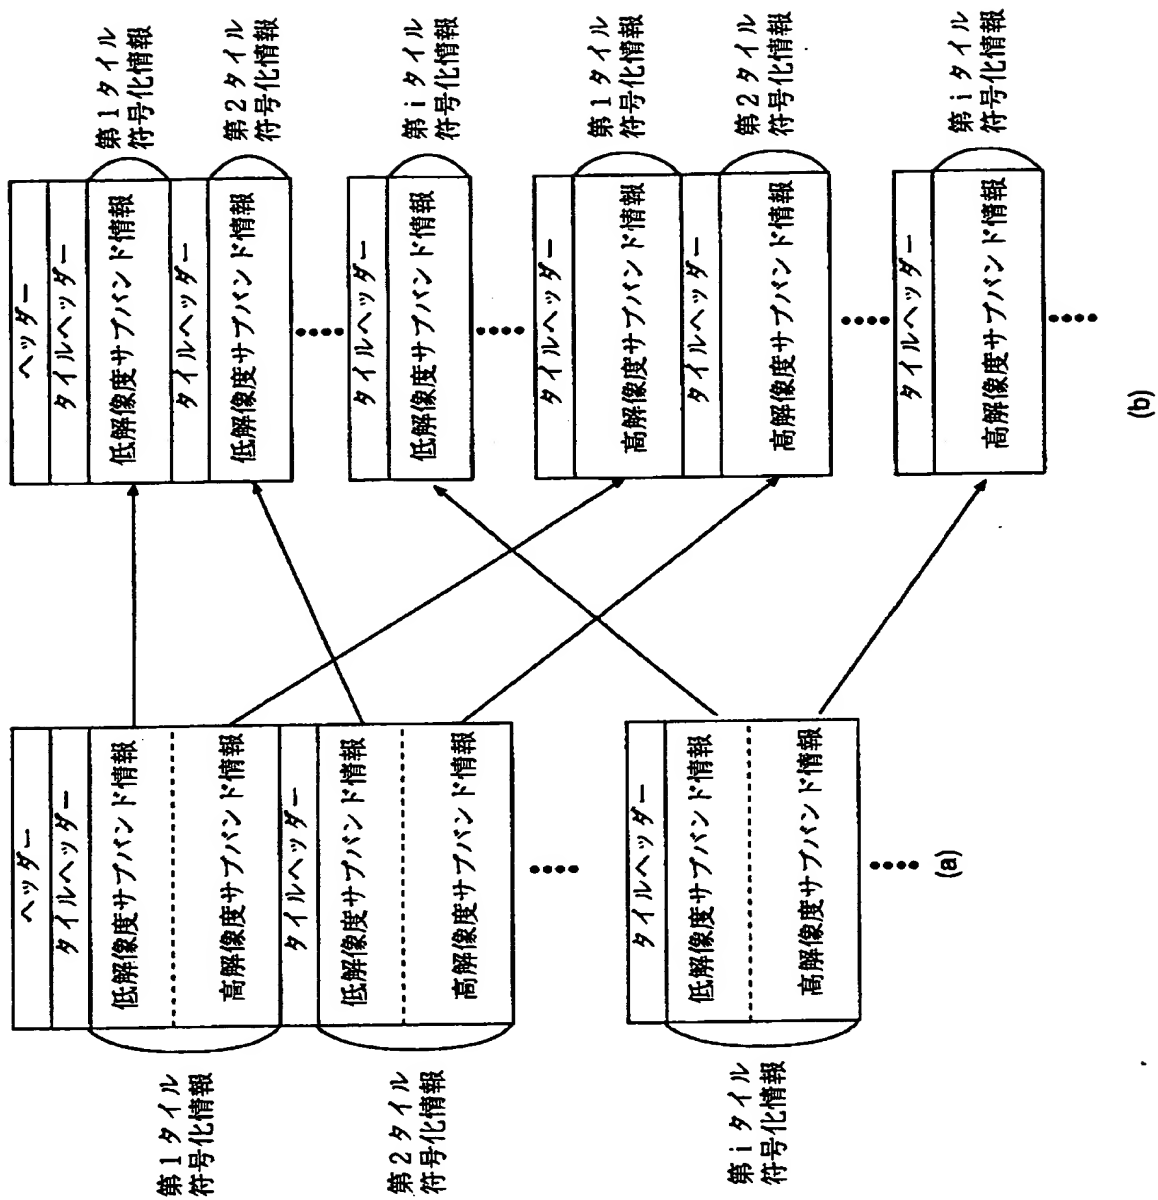 ヘッダー
タイルヘッダー
低解像度サブバンド情報
高解像度サブバンド情報
タイルヘッダー
低解像度サブバンド情報
高解像度サブバンド情報
タイルヘッダー
低解像度サブバンド情報
高解像度サブバンド情報
第1タイル
符号化情報
第2タイル
符号化情報
第iタイル
符号化情報
(a)
ヘッダー
タイルヘッダー
低解像度サブバンド情報
タイルヘッダー
低解像度サブバンド情報
タイルヘッダー
低解像度サブバンド情報
タイルヘッダー
高解像度サブバンド情報
タイルヘッダー
高解像度サブバンド情報
タイルヘッダー
高解像度サブバンド情報
第1タイル
符号化情報
第2タイル
符号化情報
第iタイル
符号化情報
第1タイル
符号化情報
第2タイル
符号化情報
第iタイル
符号化情報
(b)